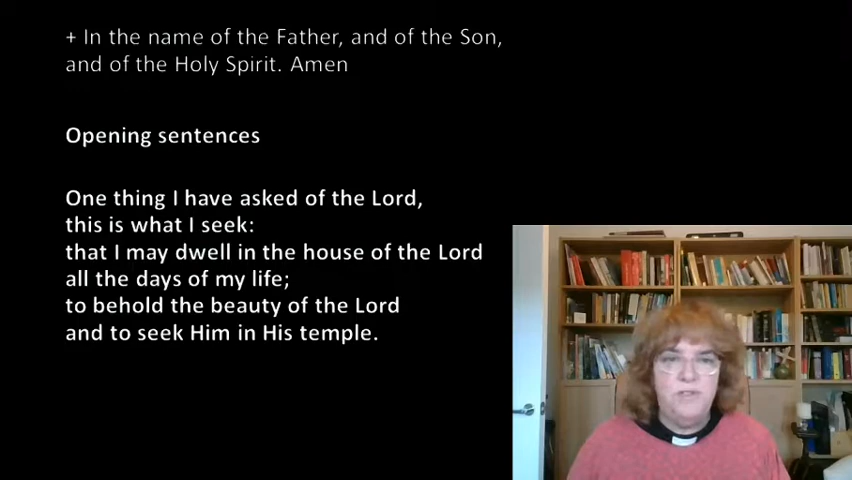 + In the name of the Father, and of the Son,
and of the Holy Spirit. Amen
Opening sentences
One thing I have asked of the Lord,
this is what I seek:
that I may dwell in the house of the Lord
all the days of my life;
to behold the beauty of the Lord
and to seek Him in His temple.